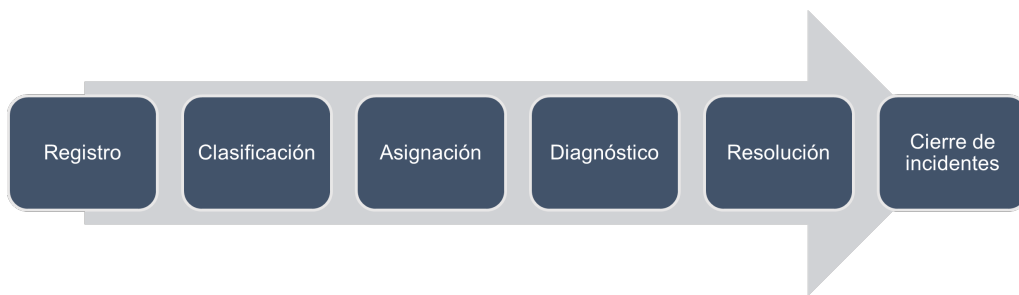 Registro
Clasificación
Asignación
Diagnóstico
Resolución
Cierre de
incidentes